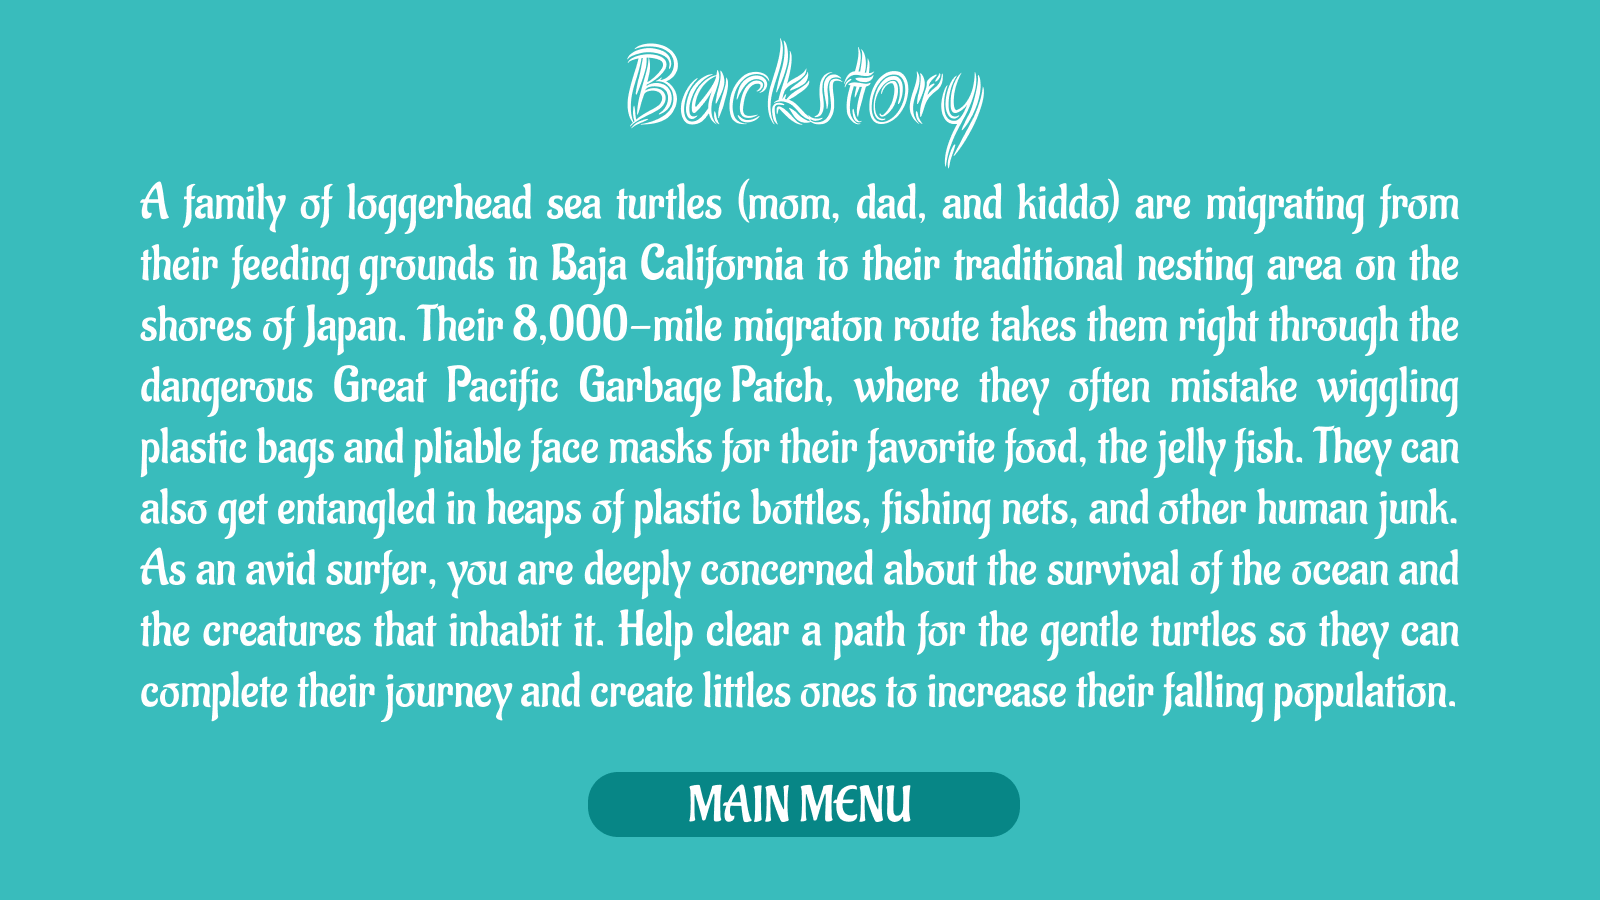 Backstory
A family of loggerhead sea turtles (mom, dad, and kiddo) are migrating from
their feeding grounds in Baja California to their traditional nesting area on the
shores of Japan. Their 8,000-mile migraton route takes them right through the
dangerous Great Pacific Garbage Patch, where they often mistake wiggling
plastic bags and pliable face masks for their favorite food, the jelly fish. They can
also get entangled in heaps of plastic bottles, fishing nets, and other human junk.
As an avid surfer, you are deeply concerned about the survival of the ocean and
the creatures that inhabit it. Help clear a path for the gentle turtles so they can
complete their journey and create littles ones to increase their falling population.
MAIN MENU